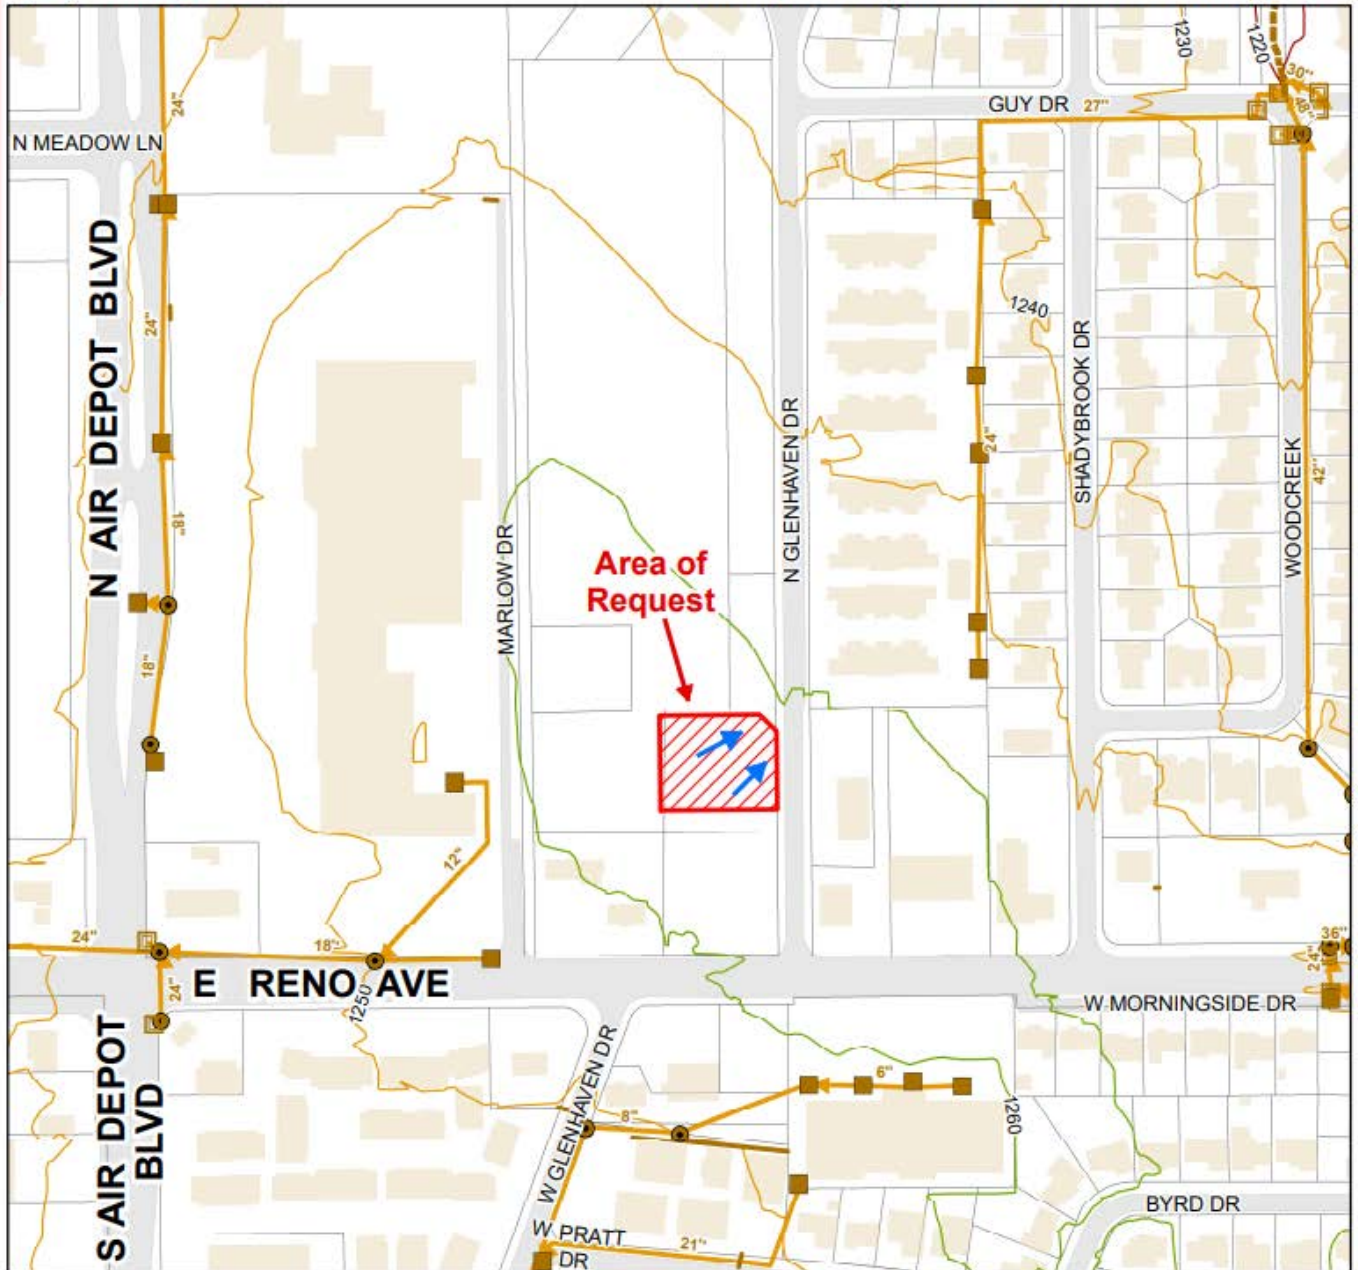 1230
1220
30"
48"
24"
GUY DR
27"
N MEADOW LN
N AIR DEPOT BLVD
24"
1240
SHADYBROOK DR
24"
N GLENHAVEN DR
WOODCREEK
42"
18"
MARLOW DR
Area of
Request
18"
12"
24"
18"
36"
24"
E RENO AVE
24"
1250
W MORNINGSIDE DR
S AIR DEPOT
BLVD
W GLENHAVEN DR
8"
6"
1260
W PRATT
DR
21"
BYRD DR